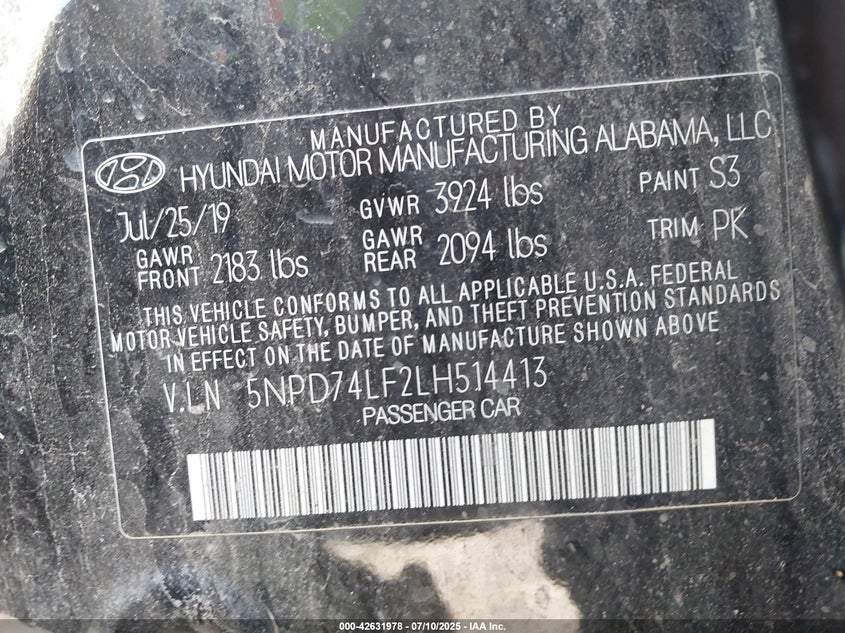 MANUFACTURED BY
HYUNDAI MOTOR MANUFACTURING ALABAMA, LLC
Jul/25/19 GVWR 3924 lbs PAINT S3
GAWR FRONT 2183 lbs GAWR REAR 2094 lbs TRIM PK
THIS VEHICLE CONFORMS TO ALL APPLICABLE U.S.A. FEDERAL
MOTOR VEHICLE SAFETY, BUMPER, AND THEFT PREVENTION STANDARDS
IN EFFECT ON THE DATE OF MANUFACTURE SHOWN ABOVE
V.I.N 5NPD74LF2LH514413
PASSENGER CAR
000-42631978 - 07/10/2025 - IAA Inc.